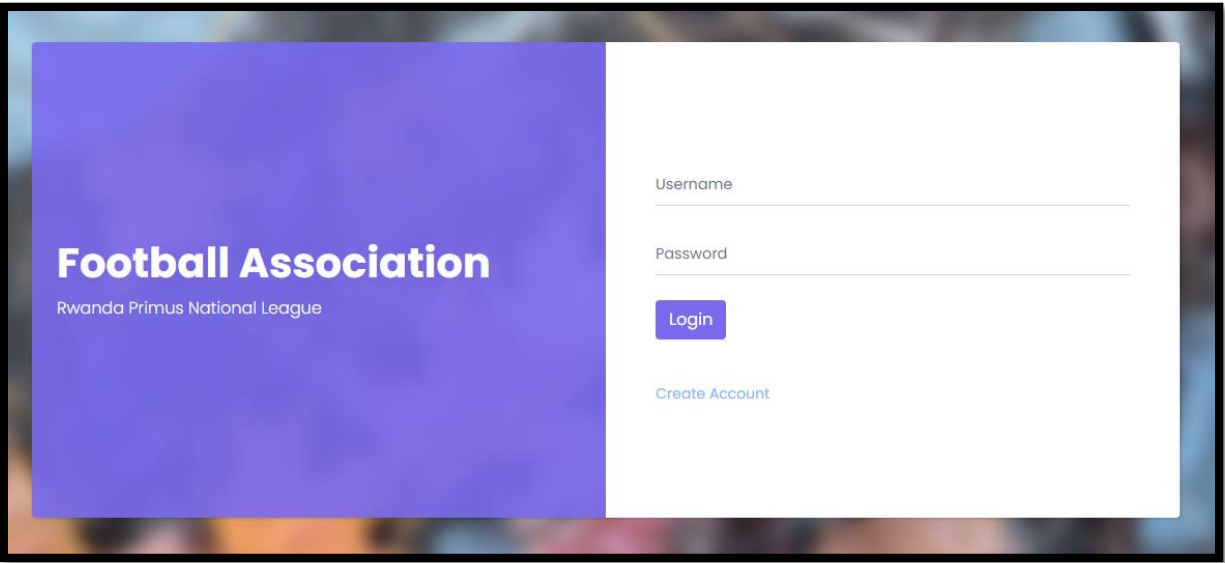 Football Association
Rwanda Primus National League
Username
Password
Login
Create Account